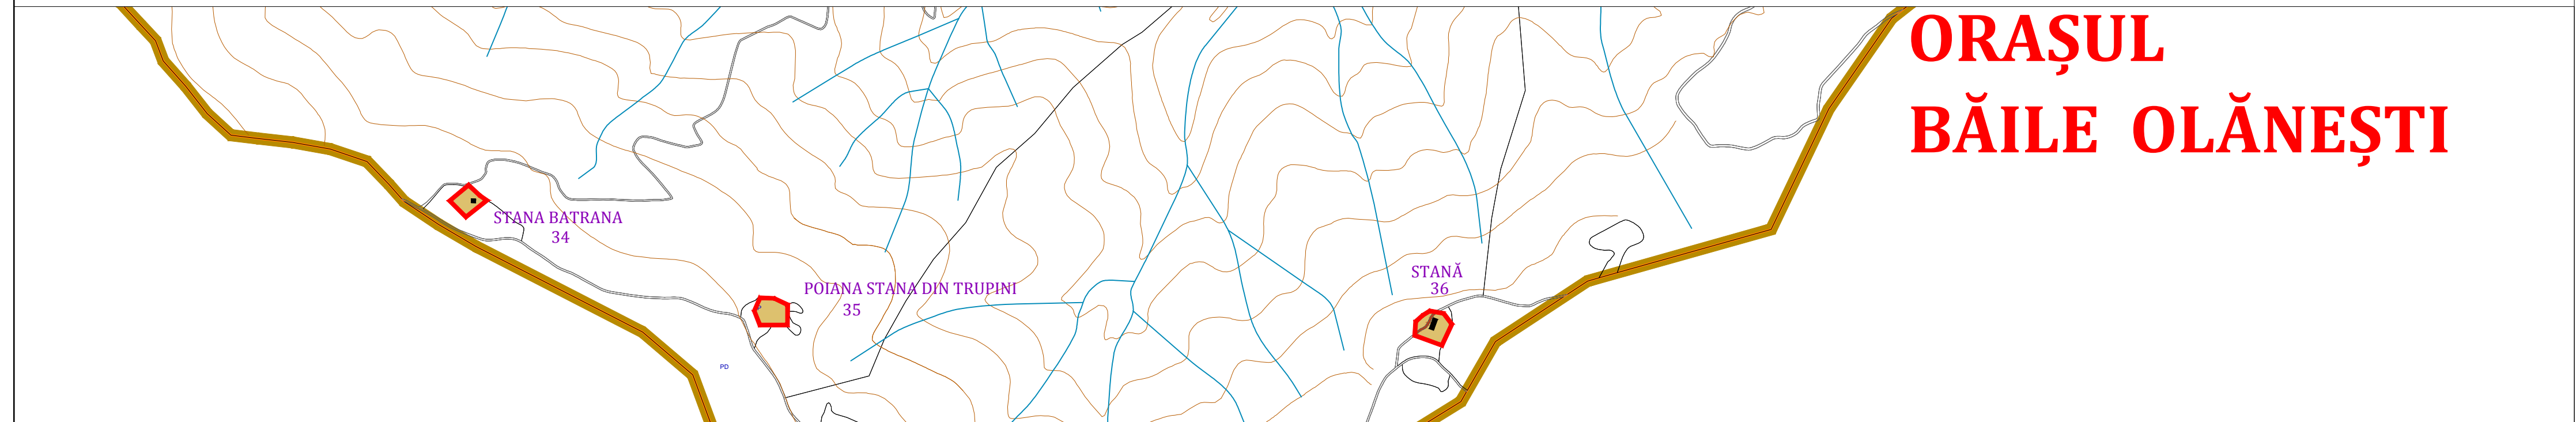 ORAȘUL
BĂILE OLĂNEȘTI
STANA BATRANA
34
POIANA STANA DIN TRUPINI
35
STANĂ
36
PD